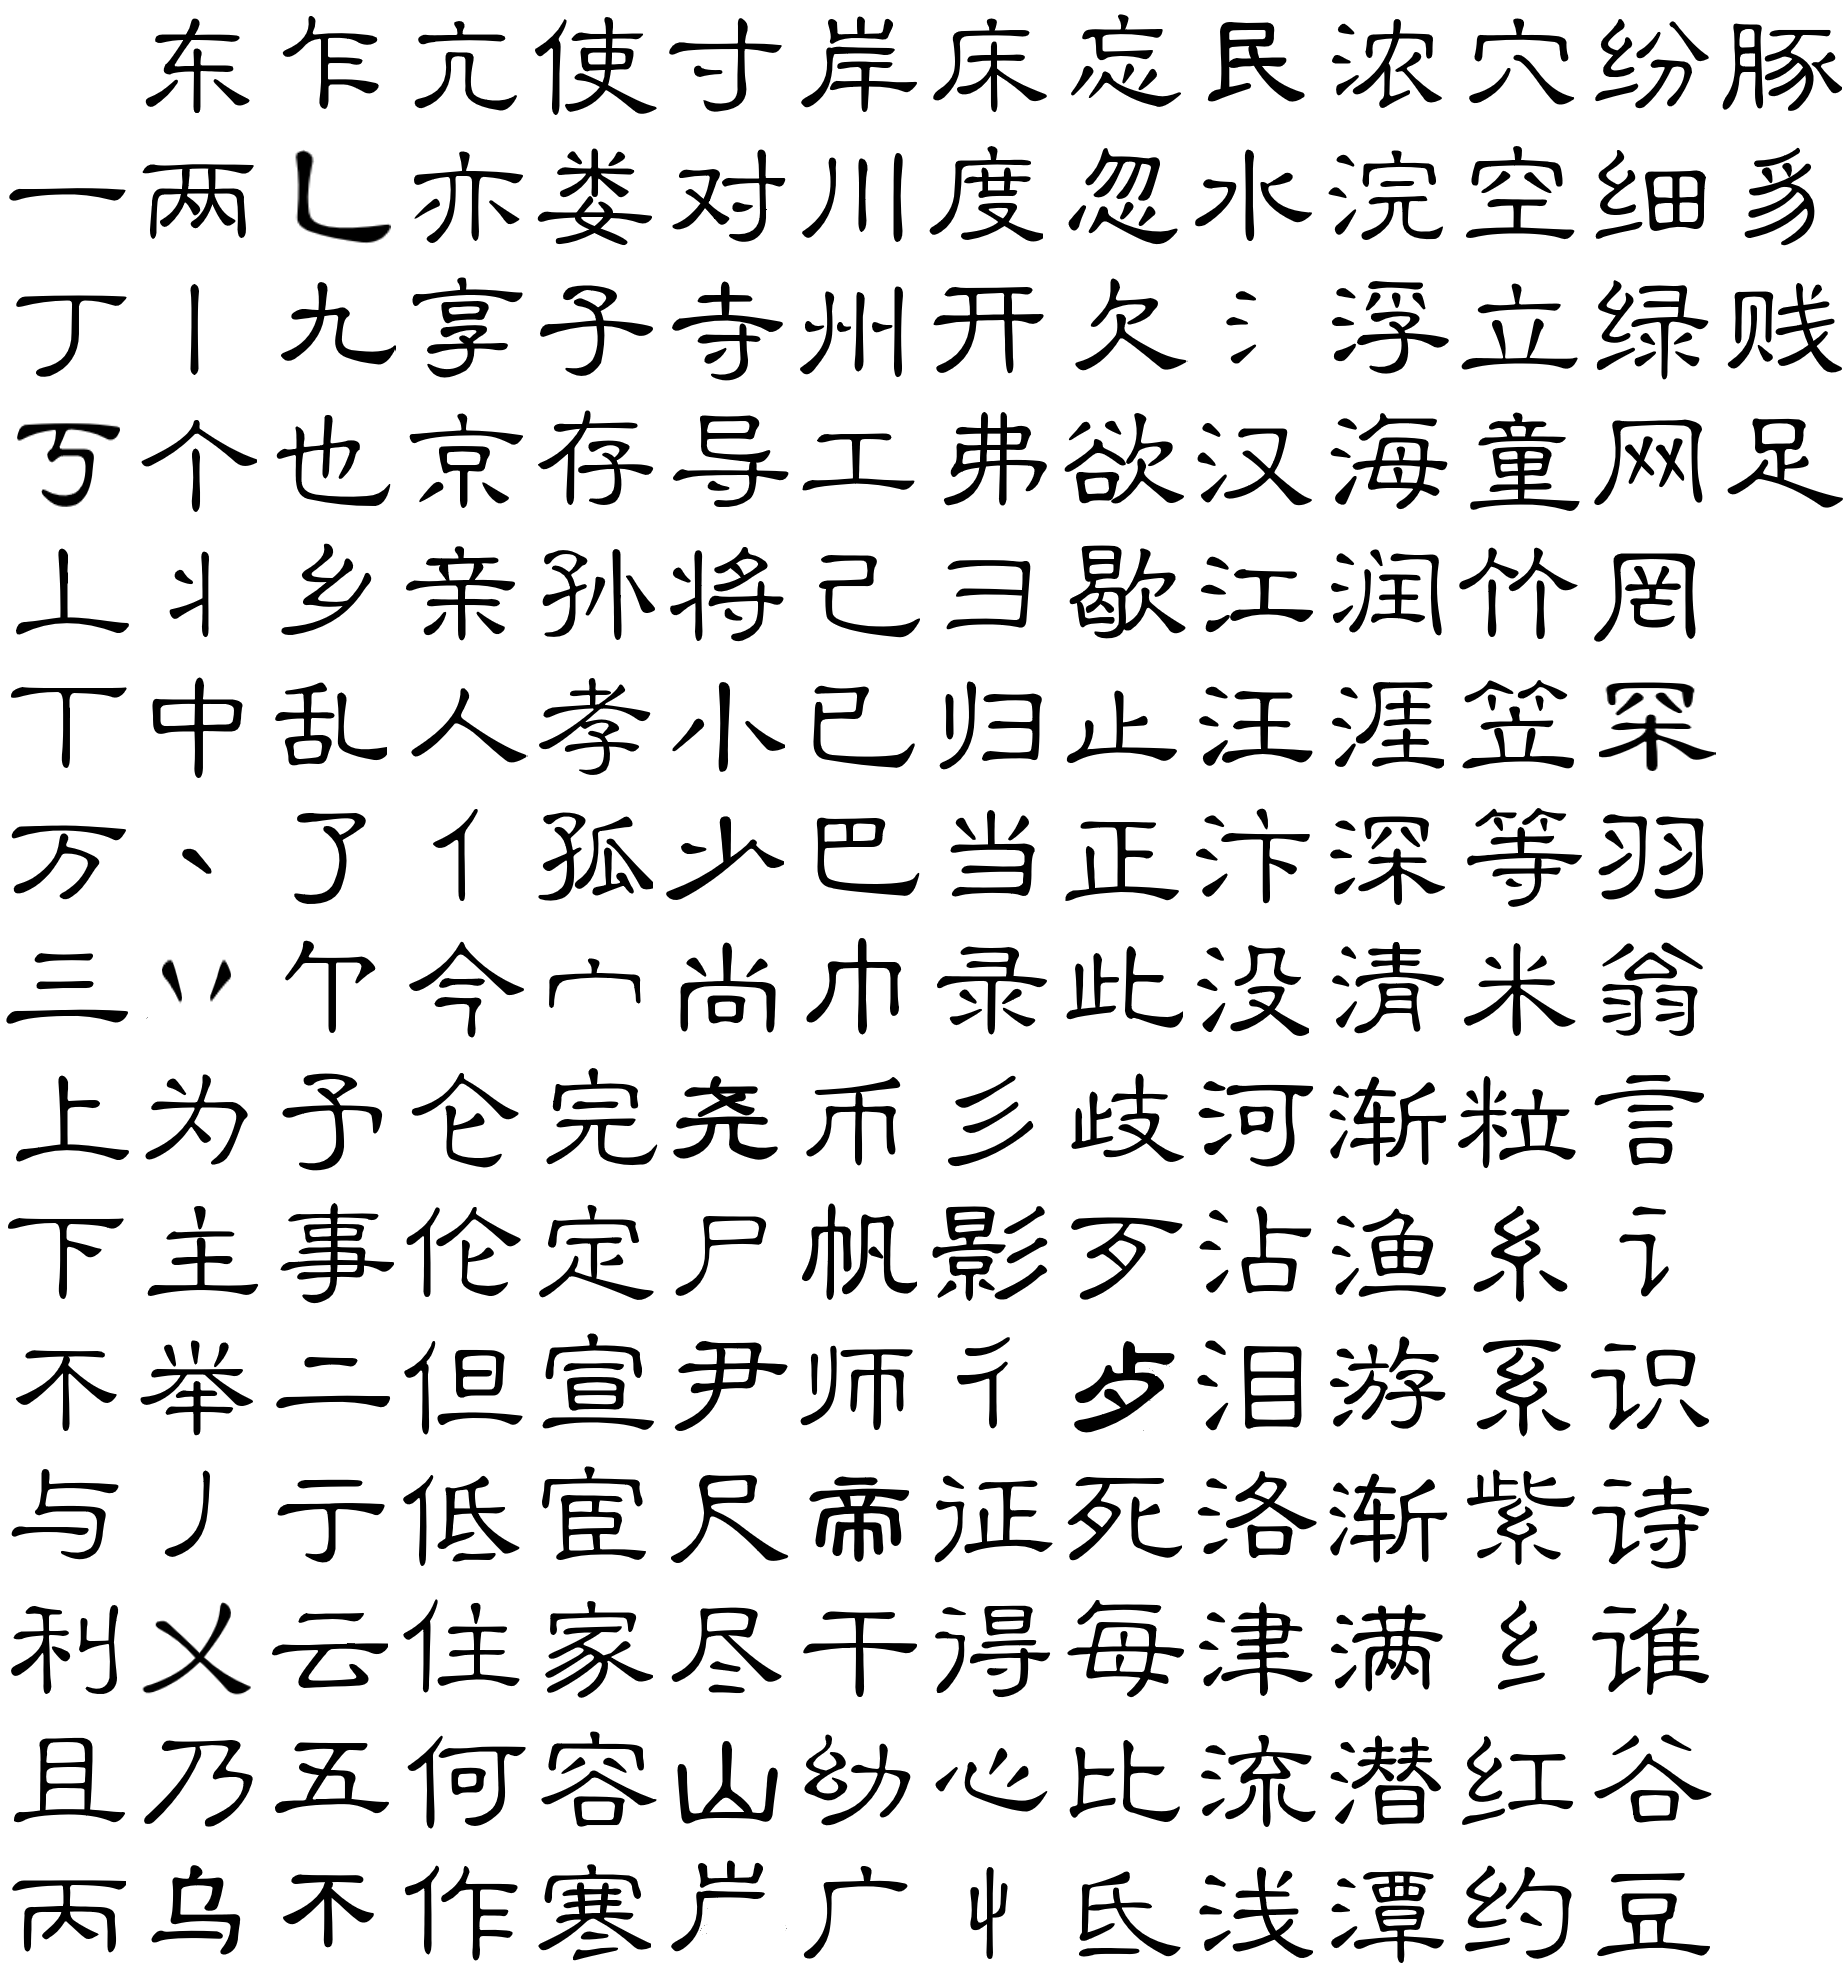 东乍亢使寸岸床忘民浓穴纷豚
一两乚亦娄对川度忽水浣空细豸
丁丨九享子寺州开欠氵浮立绿贱
丂个也京存导工弗欲汉海童网足
丄丬乡亲孙将己彐歇江润竹罔
丅中乱人孝小已归止汪涯笠罕
万丶了亻孤少巴当正汴深等羽
三丷亇今宀尚巾录此没清米翁
上为予仑完尧币彡歧河渐粒言
下主事伦定尸帆影歹沾渔糸讠
不举二但宣尹师彳歺泪游系识
与丿亍低宦尺帝征死洛渐紫诗
乂云住家尽干得每津满纟谁
且乃五何容山幼心比流潜红谷
丙乌不作寒屵广忄氐浅潭约豆